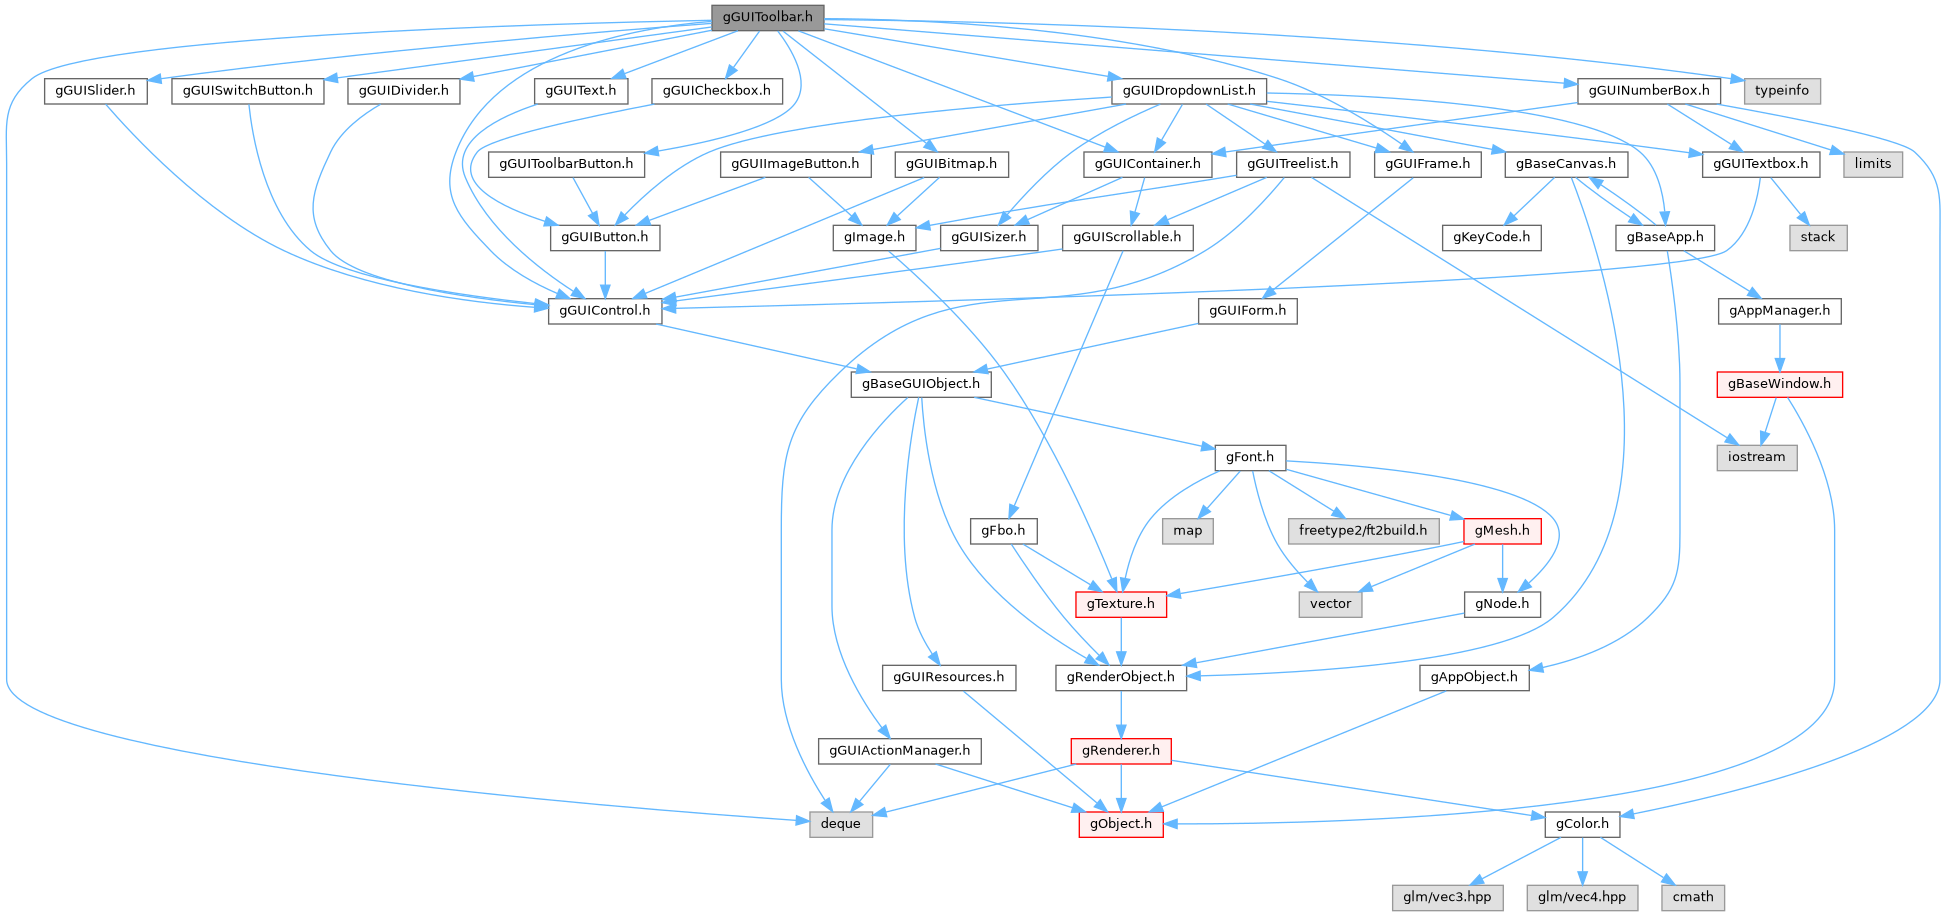 gGUIToolbar.h
gGUISlider.h
gGUISwitchButton.h
gGUIDivider.h
gGUIText.h
gGUICheckbox.h
gGUIDropdownList.h
gGUINumberBox.h
typeinfo
gGUIToolbarButton.h
gGUIImageButton.h
gGUIBitmap.h
gGUIContainer.h
gGUITreelist.h
gGUIFrame.h
gBaseCanvas.h
gGUITextbox.h
limits
gGUIButton.h
gImage.h
gGUISizer.h
gGUIScrollable.h
gKeyCode.h
gBaseApp.h
stack
gGUIControl.h
gGUIForm.h
gAppManager.h
gBaseGUIObject.h
gBaseWindow.h
gFont.h
iostream
gFbo.h
map
freetype2/ft2build.h
gMesh.h
gTexture.h
vector
gNode.h
gGUIResources.h
gRenderObject.h
gAppObject.h
gGUIActionManager.h
gRenderer.h
deque
gObject.h
gColor.h
glm/vec3.hpp
glm/vec4.hpp
cmath